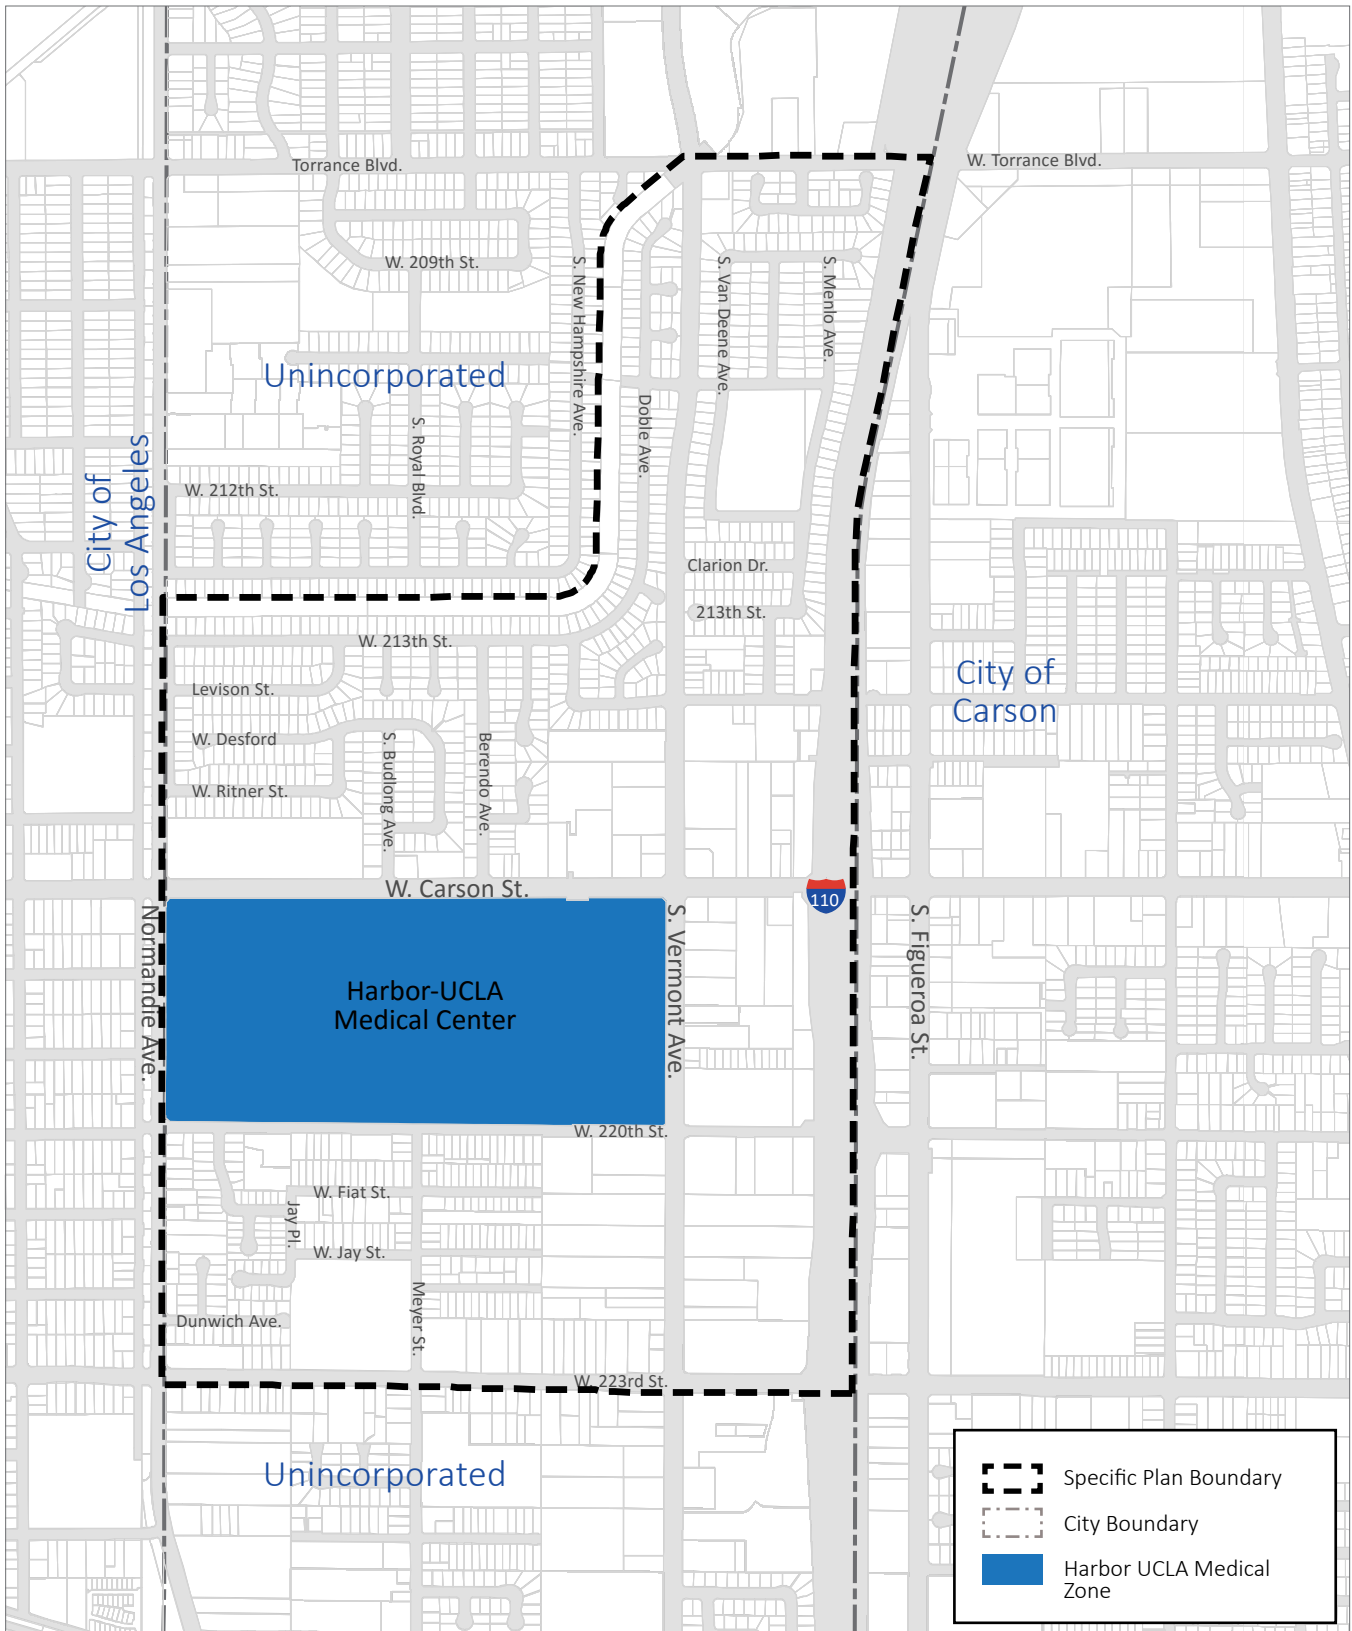 Torrance Blvd.
W. Torrance Blvd.
W. 209th St.
S. New Hampshire Ave.
S. Van Deene Ave.
S. Menlo Ave.
Unincorporated
Doble Ave.
S. Royal Blvd.
City of
Los Angeles
W. 212th St.
Clarion Dr.
213th St.
W. 213th St.
City of
Carson
Levison St.
W. Desford
S. Budlong Ave.
Berendo Ave.
W. Ritner St.
W. Carson St.
110
Normandie Ave.
S. Vermont Ave.
S. Figueroa St.
Harbor-UCLA
Medical Center
W. 220th St.
W. Fiat St.
Jay Pl.
W. Jay St.
Meyer St.
Dunwich Ave.
W. 223rd St.
Unincorporated
Specific Plan Boundary
City Boundary
Harbor UCLA Medical
Zone